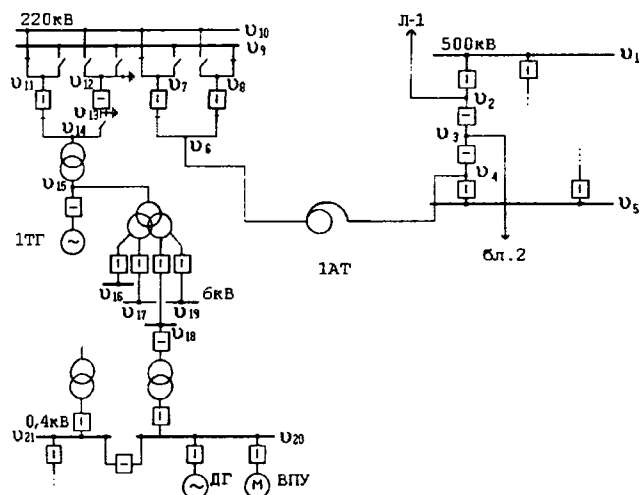 220кВ
υ10
υ9
υ11
υ12
υ7
υ8
υ13
υ14
υ6
υ15
1ТГ
υ16
υ17
υ19
6кВ
υ18
0,4кВ
υ21
υ20
ДГ
М
ВПУ
Л-1
500кВ
υ1
υ2
υ3
υ4
υ5
1АТ
бл.2